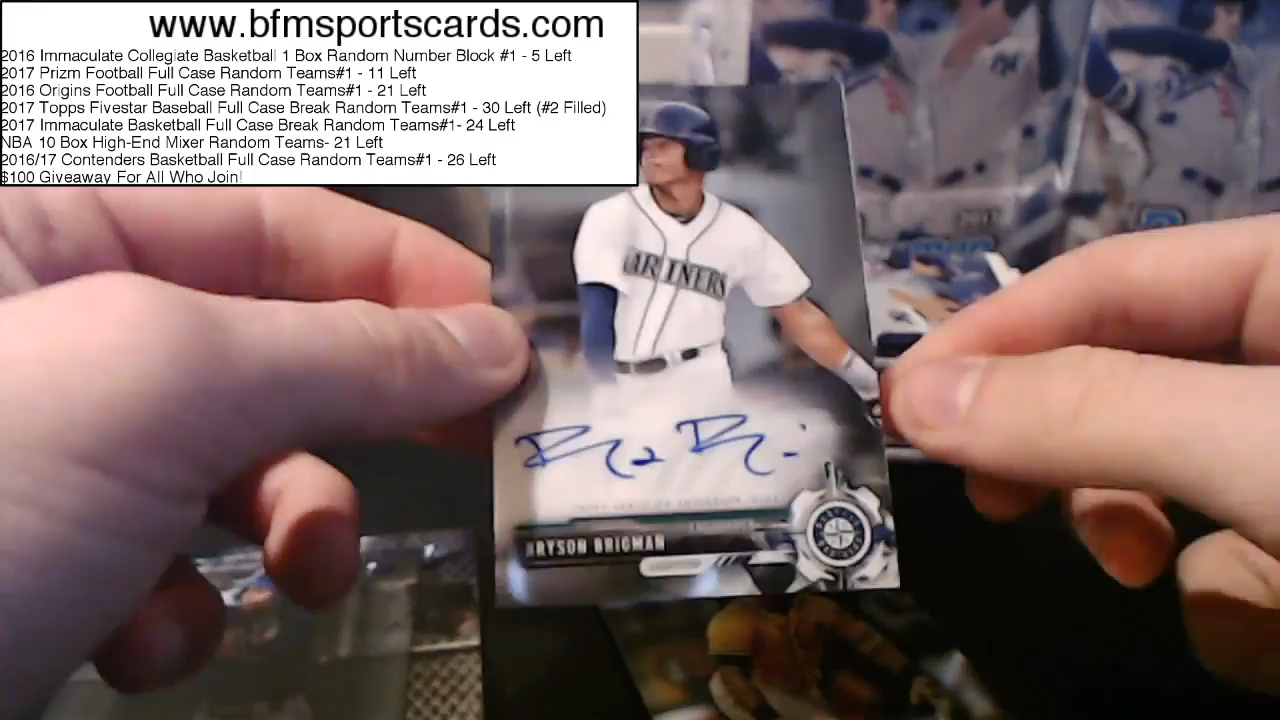 www.bfmsportscards.com
2016 Immaculate Collegiate Basketball 1 Box Random Number Block #1 - 5 Left
2017 Prizm Football Full Case Random Teams#1 - 11 Left
2016 Origins Football Full Case Random Teams#1 - 21 Left
2017 Topps Fivestar Baseball Full Case Break Random Teams#1 - 30 Left (#2 Filled)
2017 Immaculate Basketball Full Case Break Random Teams#1- 24 Left
NBA 10 Box High-End Mixer Random Teams- 21 Left
2016/17 Contenders Basketball Full Case Random Teams#1 - 26 Left
$100 Giveaway For All Who Join!
MARINERS
BRYSON BRIGMAN